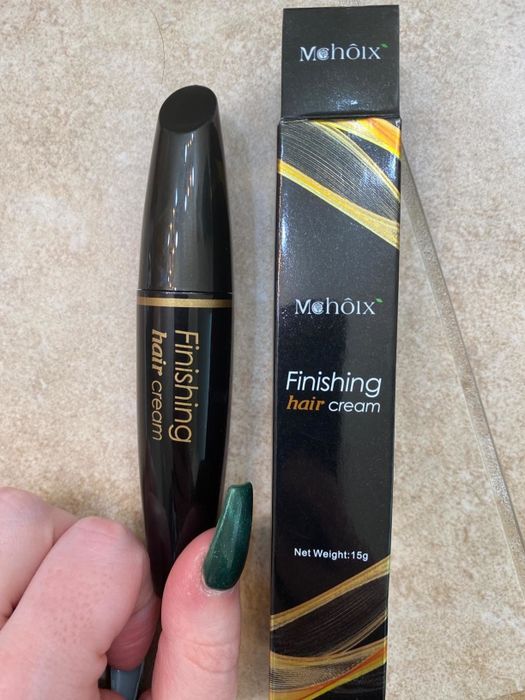 Mchôix
Finishing
hair cream
Mchôix
Finishing
hair cream
Net Weight:15g